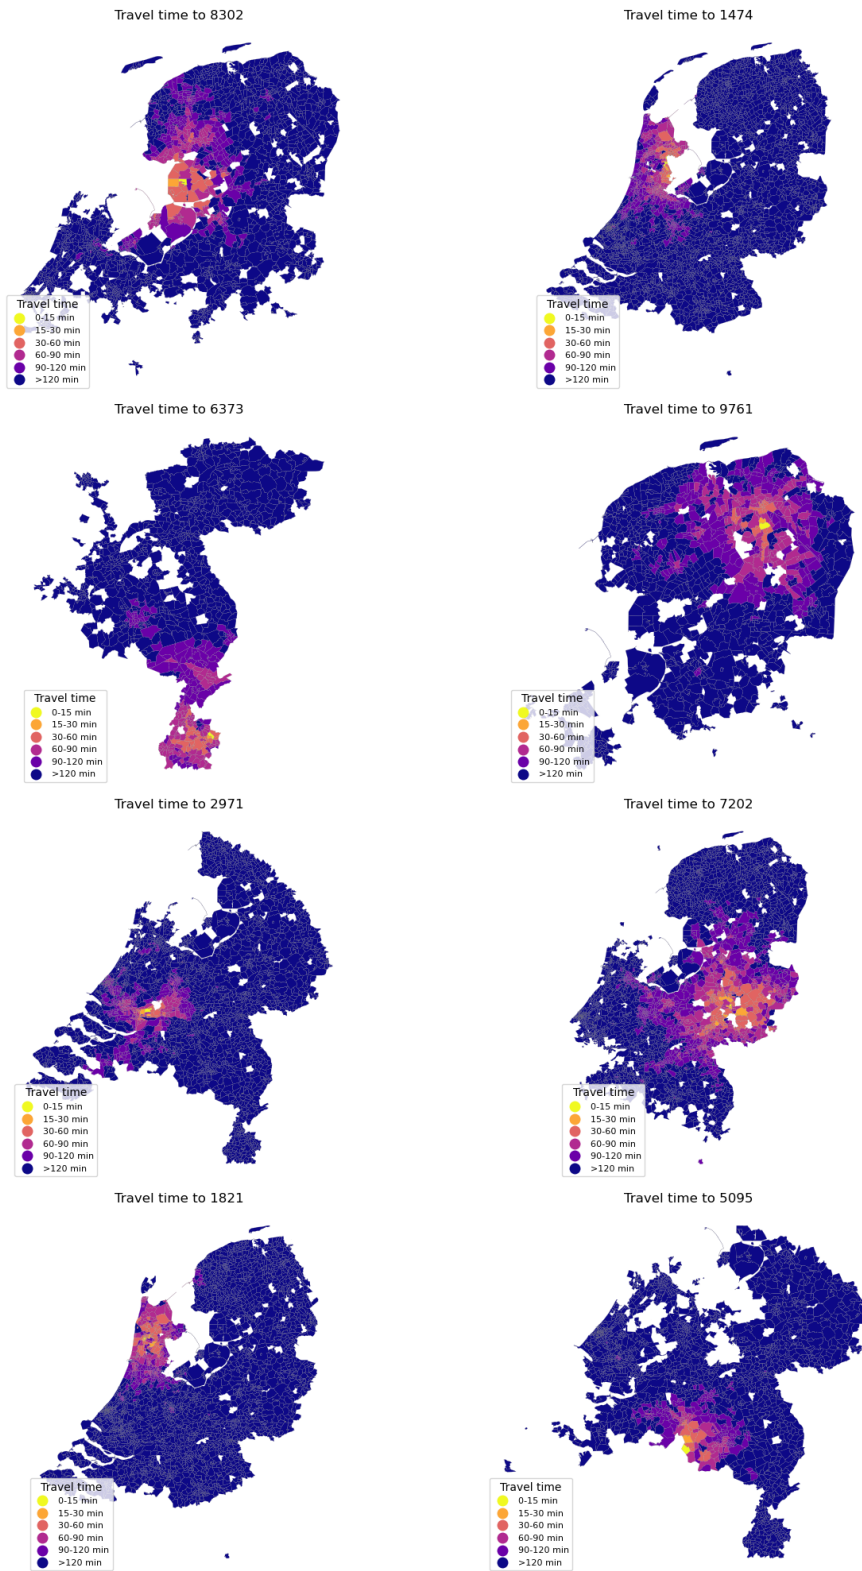 Travel time to 8302
Travel time
0-15 min
15-30 min
30-60 min
60-90 min
90-120 min
>120 min
Travel time to 1474
Travel time
0-15 min
15-30 min
30-60 min
60-90 min
90-120 min
>120 min
Travel time to 6373
Travel time
0-15 min
15-30 min
30-60 min
60-90 min
90-120 min
>120 min
Travel time to 9761
Travel time
0-15 min
15-30 min
30-60 min
60-90 min
90-120 min
>120 min
Travel time to 2971
Travel time
0-15 min
15-30 min
30-60 min
60-90 min
90-120 min
>120 min
Travel time to 7202
Travel time
0-15 min
15-30 min
30-60 min
60-90 min
90-120 min
>120 min
Travel time to 1821
Travel time
0-15 min
15-30 min
30-60 min
60-90 min
90-120 min
>120 min
Travel time to 5095
Travel time
0-15 min
15-30 min
30-60 min
60-90 min
90-120 min
>120 min